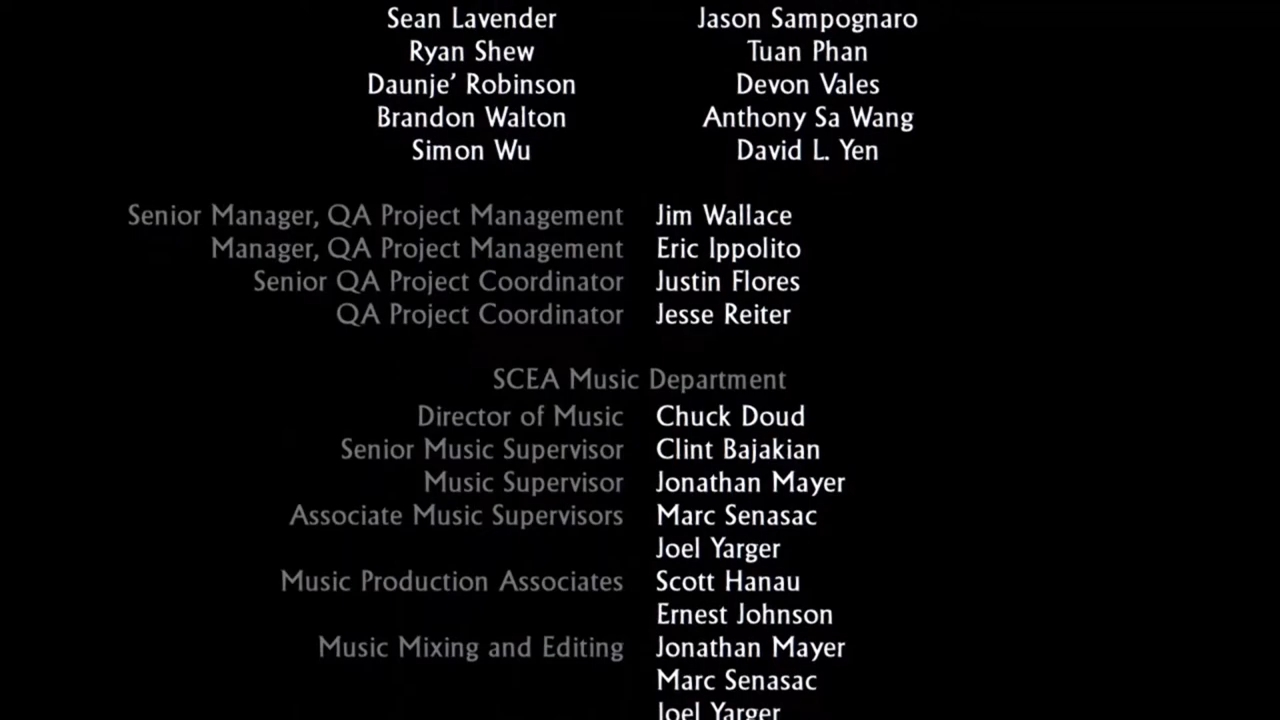 Sean Lavender Jason Sampognaro
Ryan Shew Tuan Phan
Daunje’ Robinson Devon Vales
Brandon Walton Anthony Sa Wang
Simon Wu David L. Yen
Senior Manager, QA Project Management Jim Wallace
Manager, QA Project Management Eric Ippolito
Senior QA Project Coordinator Justin Flores
QA Project Coordinator Jesse Reiter
SCEA Music Department
Director of Music Chuck Doud
Senior Music Supervisor Clint Bajakian
Music Supervisor Jonathan Mayer
Associate Music Supervisors Marc Senasac
Joel Yarger
Music Production Associates Scott Hanau
Ernest Johnson
Music Mixing and Editing Jonathan Mayer
Marc Senasac
Joel Yarger